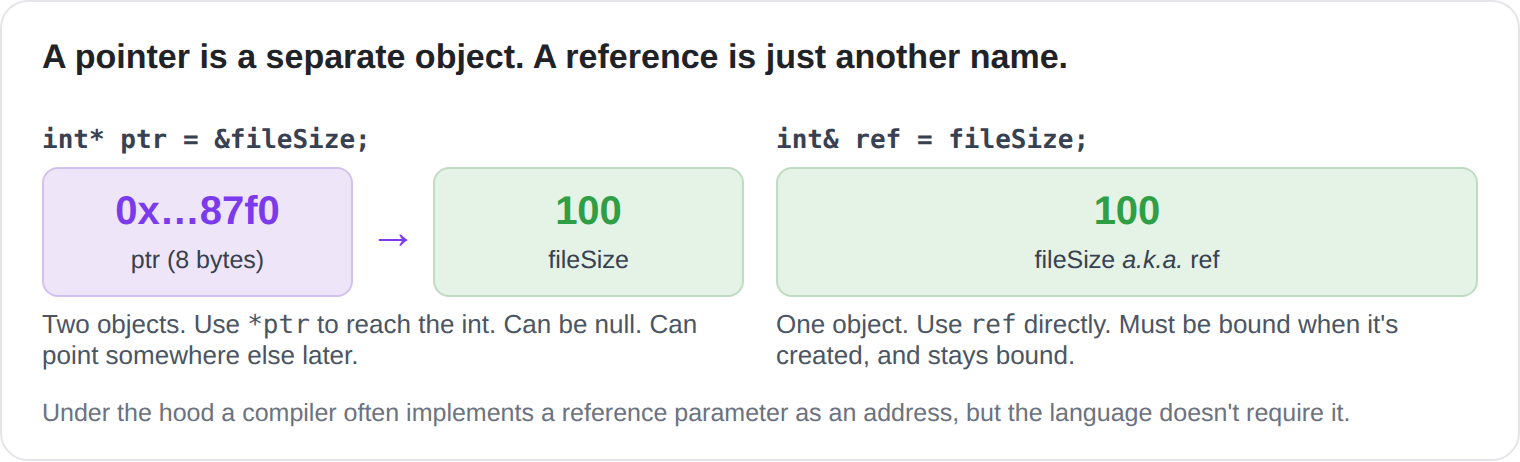 A pointer is a separate object. A reference is just another name.
int* ptr = &fileSize;
0x…87f0
ptr (8 bytes)
→
100
fileSize
Two objects. Use *ptr to reach the int. Can be null. Can
point somewhere else later.
int& ref = fileSize;
100
fileSize a.k.a. ref
One object. Use ref directly. Must be bound when it's
created, and stays bound.
Under the hood a compiler often implements a reference parameter as an address, but the language doesn't require it.